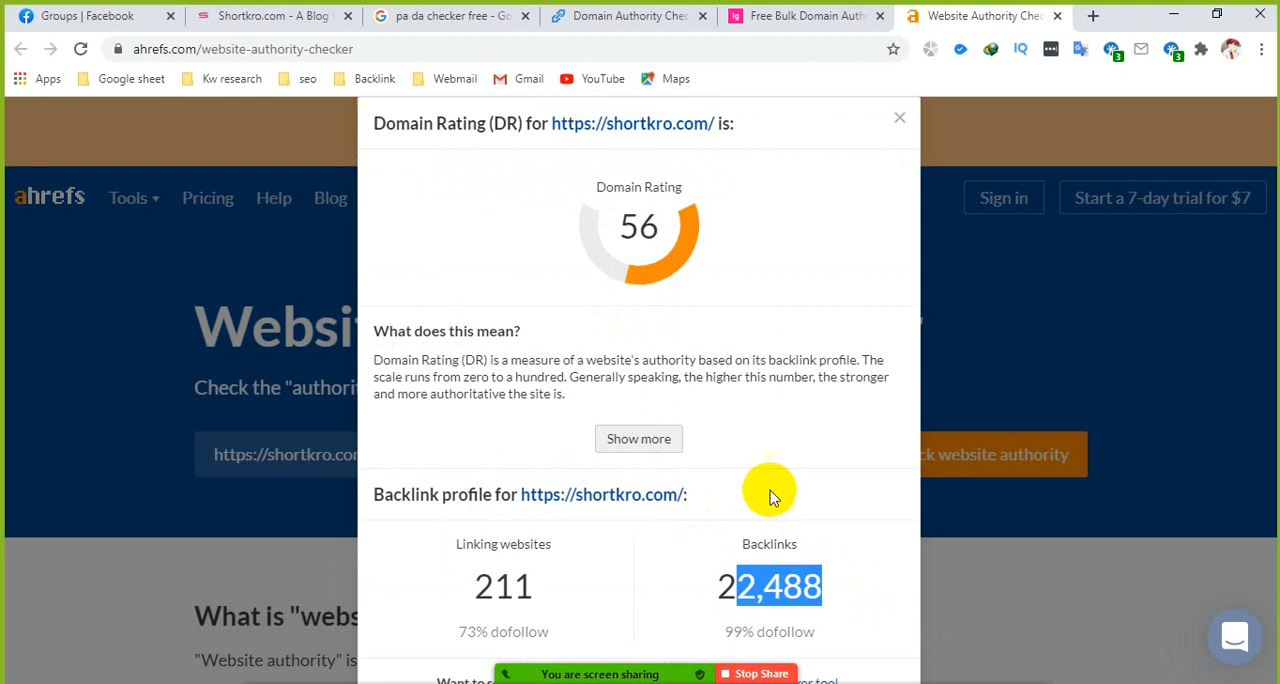 Groups | Facebook
Shortkro.com - A Blog
pa da checker free - Go
Domain Authority Chec
Free Bulk Domain Auth
Website Authority Chec
ahrefs.com/website-authority-checker
IQ
3
3
Apps
Google sheet
Kw research
seo
Backlink
Webmail
Gmail
YouTube
Maps
Domain Rating (DR) for https://shortkro.com/ is:
ahrefs
Tools
Pricing
Help
Blog
Sign in
Start a 7-day trial for $7
Domain Rating
56
Websi
Check the "authori
What does this mean?
Domain Rating (DR) is a measure of a website's authority based on its backlink profile. The
scale runs from zero to a hundred. Generally speaking, the higher this number, the stronger
and more authoritative the site is.
Show more
https://shortkro.com
ck website authority
Backlink profile for https://shortkro.com/:
Linking websites
Backlinks
211
22,488
73% dofollow
99% dofollow
What is "webs
"Website authority" is
You are screen sharing
Stop Share